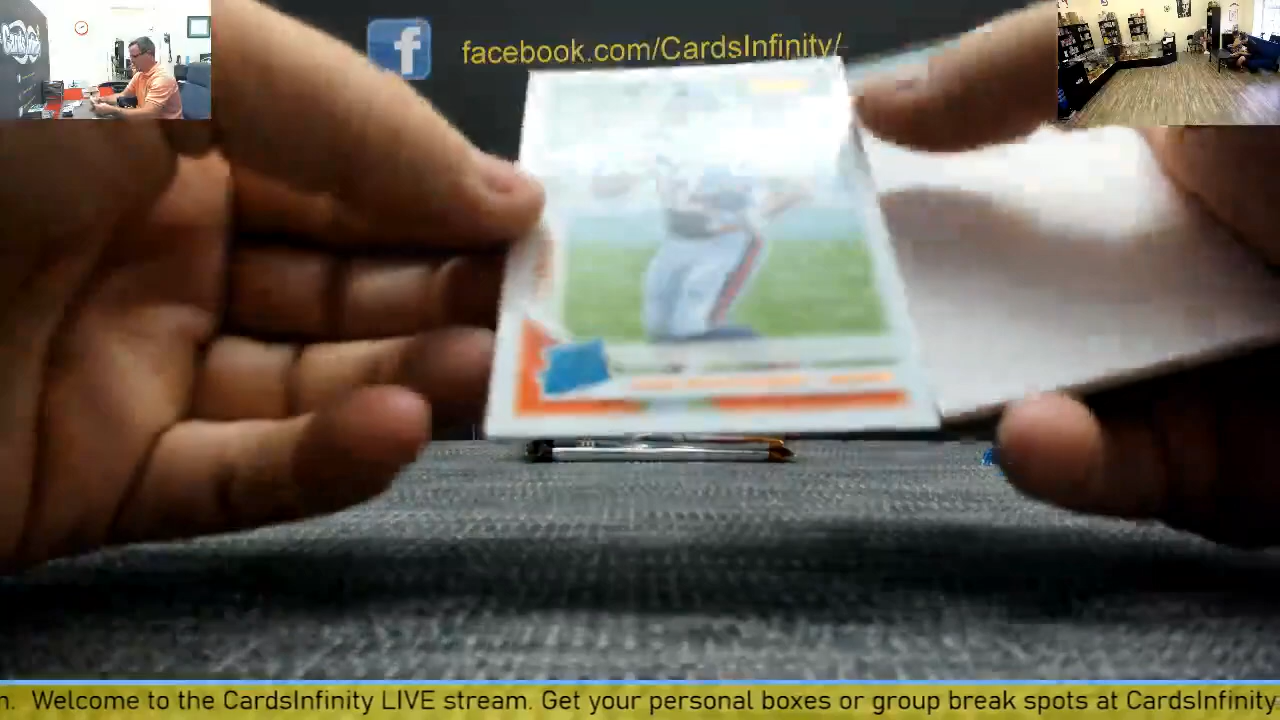 facebook.com/CardsInfinity/
n. Welcome to the CardsInfinity LIVE stream. Get your personal boxes or group break spots at CardsInfinity